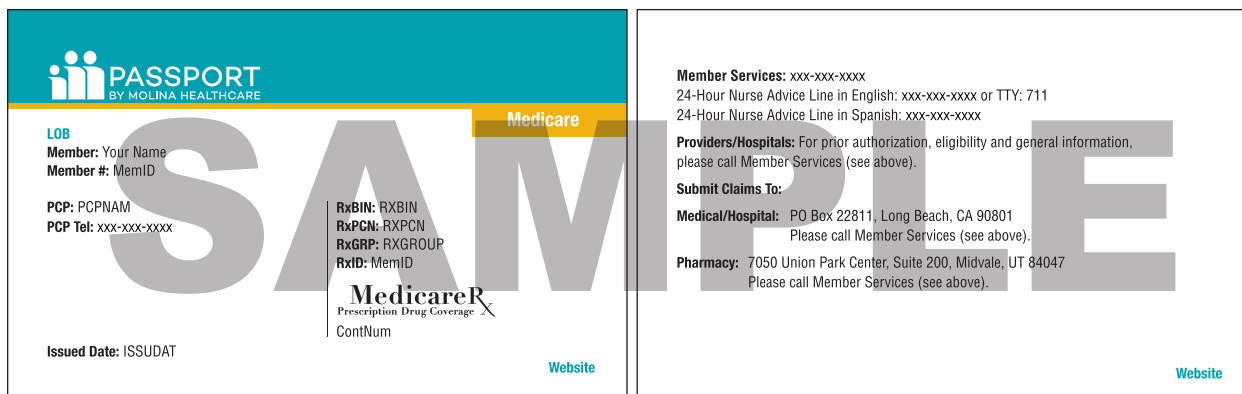 PASSPORT
BY MOLINA HEALTHCARE
Medicare
LOB
Member: Your Name
Member #: MemID
PCP: PCPNAM
PCP Tel: xxx-xxx-xxxx
RxBIN: RXBIN
RxPCN: RXPCN
RxGRP: RXGROUP
RxID: MemID
MedicareRx
Prescription Drug Coverage
ContNum
Issued Date: ISSUDAT
Website
Member Services: xxx-xxx-xxxx
24-Hour Nurse Advice Line in English: xxx-xxx-xxxx or TTY: 711
24-Hour Nurse Advice Line in Spanish: xxx-xxx-xxxx
Providers/Hospitals: For prior authorization, eligibility and general information,
please call Member Services (see above).
Submit Claims To:
Medical/Hospital: PO Box 22811, Long Beach, CA 90801
Please call Member Services (see above).
Pharmacy: 7050 Union Park Center, Suite 200, Midvale, UT 84047
Please call Member Services (see above).
Website
SAMPLE